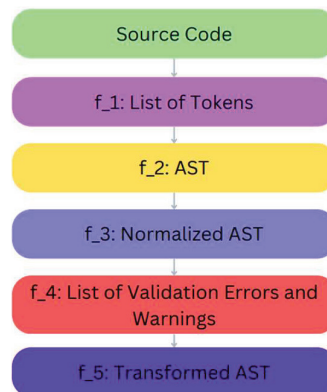 Source Code
f_1: List of Tokens
f_2: AST
f_3: Normalized AST
f_4: List of Validation Errors and
Warnings
f_5: Transformed AST